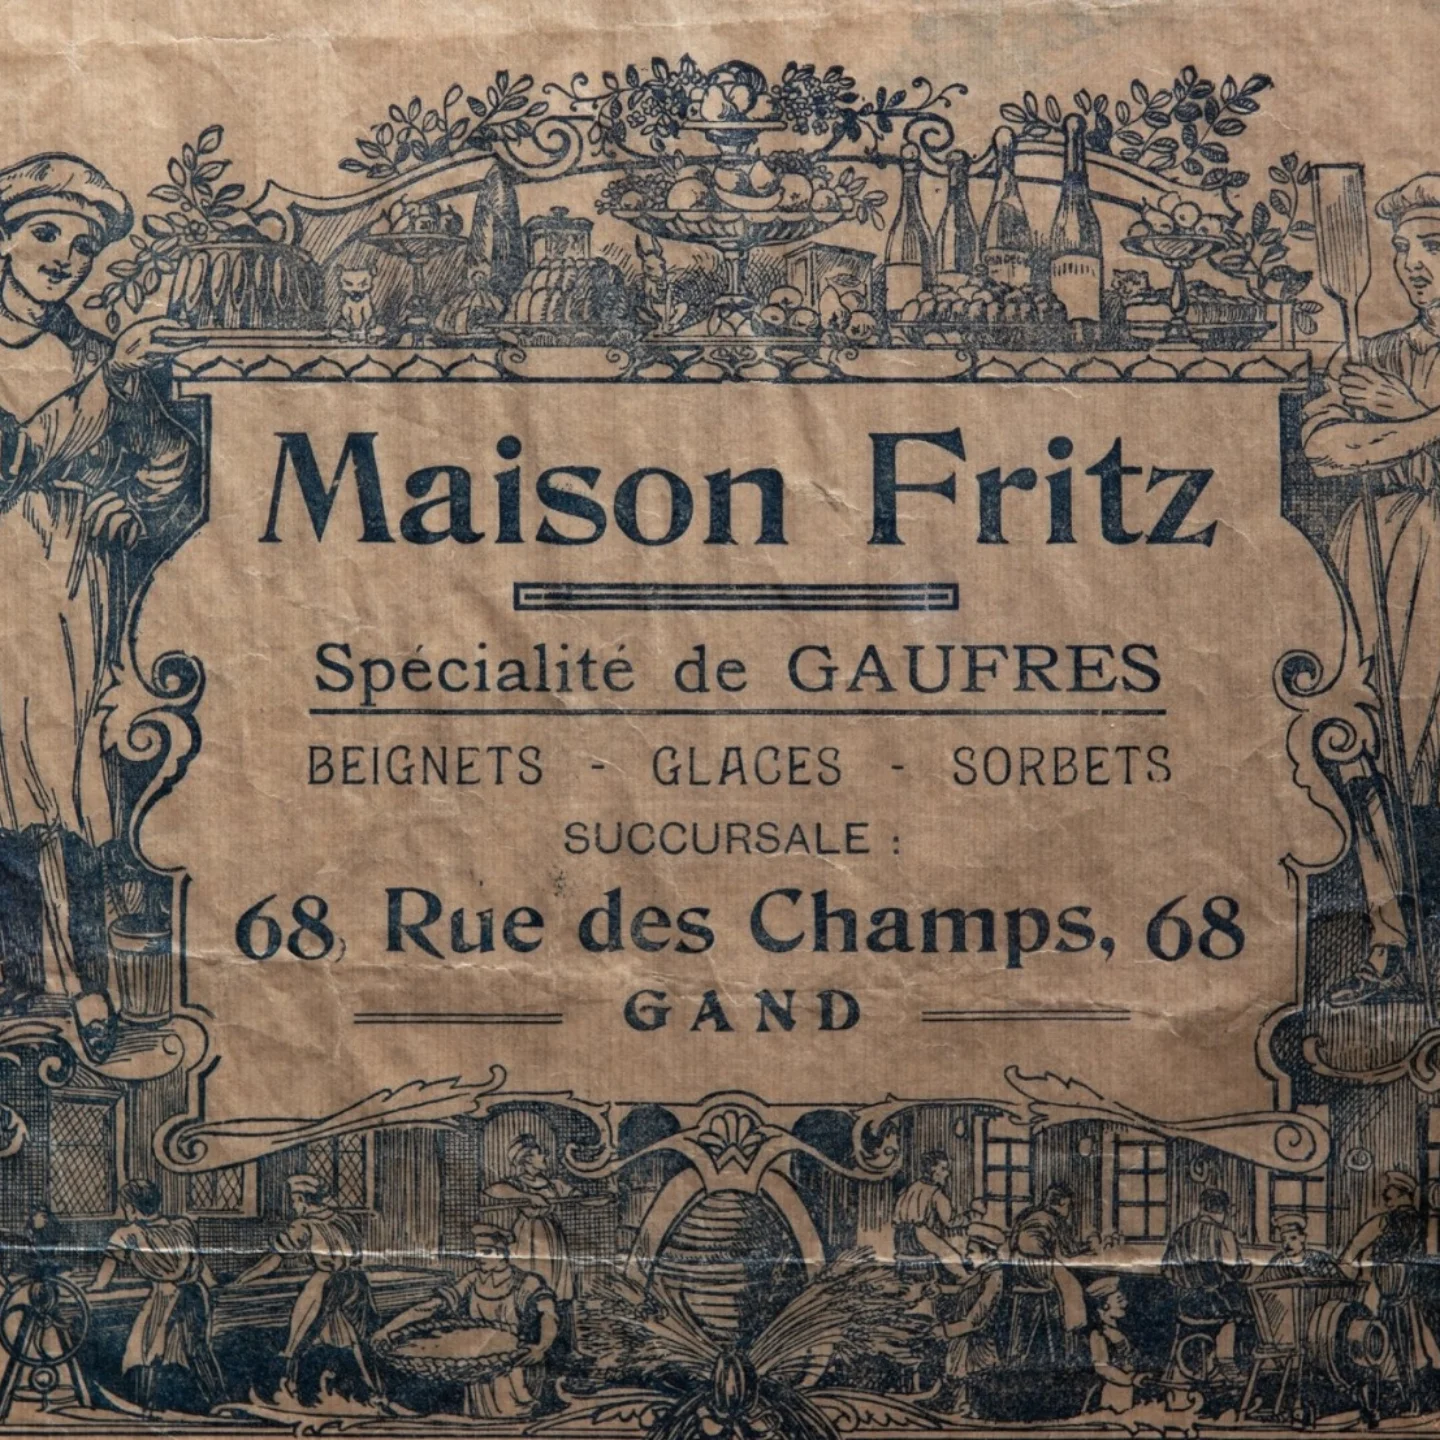 Maison Fritz
Spécialité de GAUFRES
BEIGNETS - GLACES - SORBETS
SUCCURSALE :
68, Rue des Champs, 68
GAND